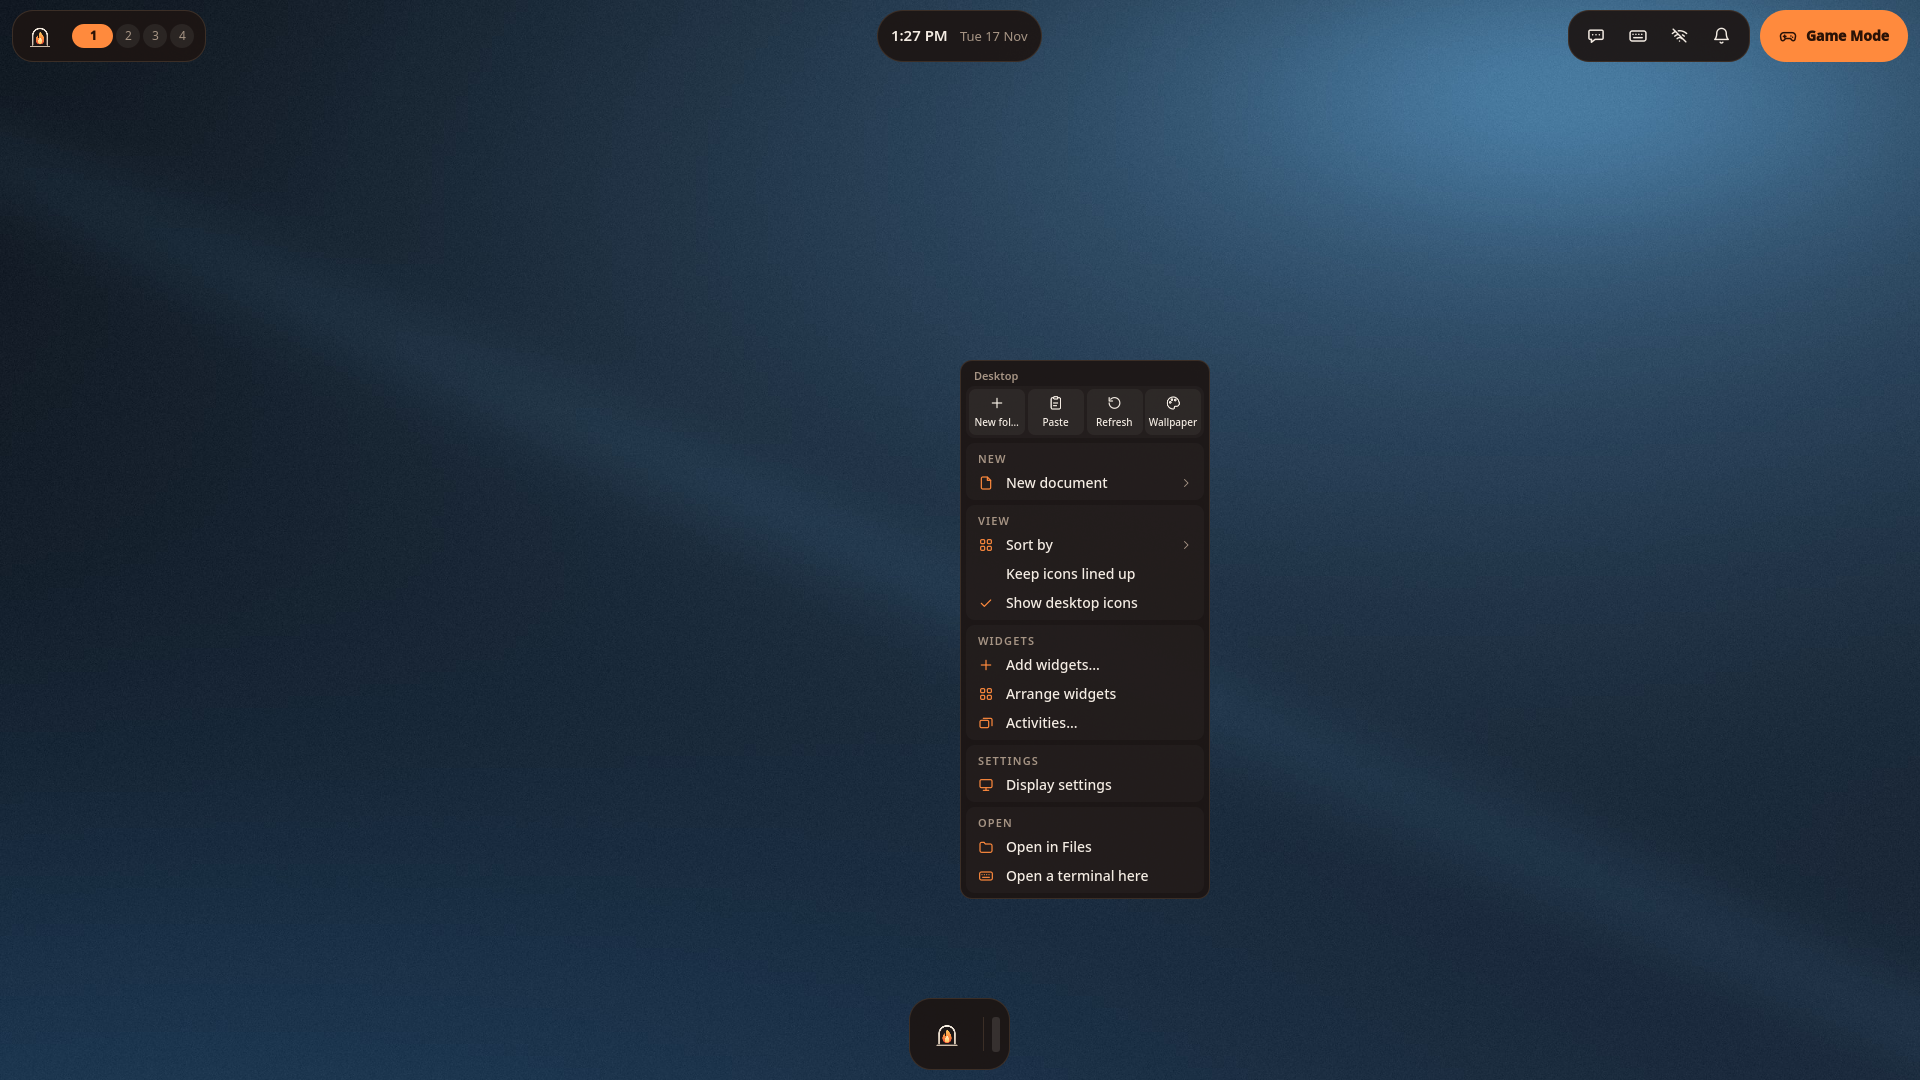 1 2 3 4
1:27 PM Tue 17 Nov
Game Mode
Desktop
New fol... Paste Refresh Wallpaper
NEW
New document
VIEW
Sort by
Keep icons lined up
Show desktop icons
WIDGETS
Add widgets...
Arrange widgets
Activities...
SETTINGS
Display settings
OPEN
Open in Files
Open a terminal here